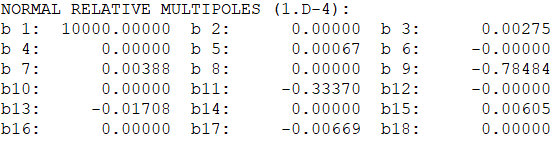 NORMAL RELATIVE MULTIPOLES (1.D-4):
b 1: 10000.00000 b 2: 0.00000 b 3: 0.00275
b 4: 0.00000 b 5: 0.00067 b 6: -0.00000
b 7: 0.00388 b 8: 0.00000 b 9: -0.78484
b10: 0.00000 b11: -0.33370 b12: -0.00000
b13: -0.01708 b14: 0.00000 b15: 0.00605
b16: 0.00000 b17: -0.00669 b18: 0.00000